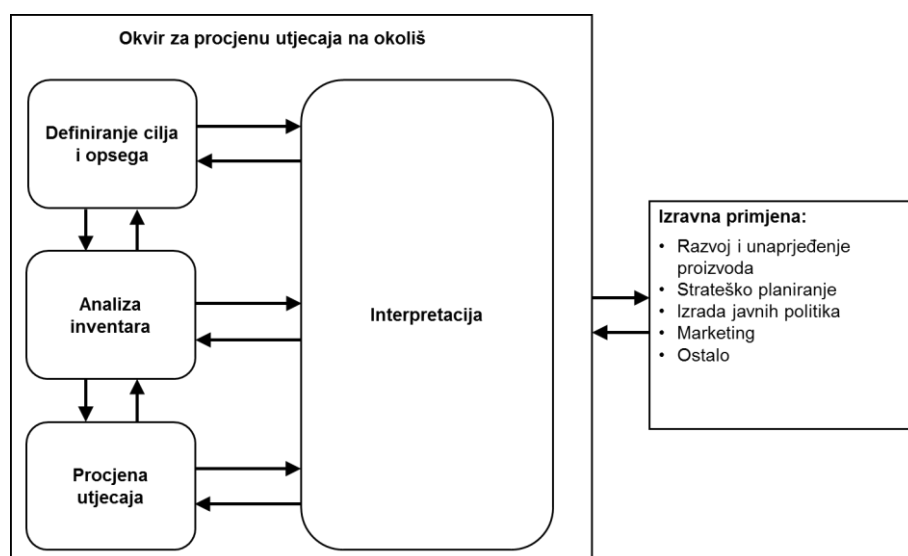 Okvir za procjenu utjecaja na okoliš
Definiranje cilja
i opsega
Analiza
inventara
Procjena
utjecaja
Interpretacija
Izravna primjena:
• Razvoj i unaprjeđenje
proizvoda
• Strateško planiranje
• Izrada javnih politika
• Marketing
• Ostalo